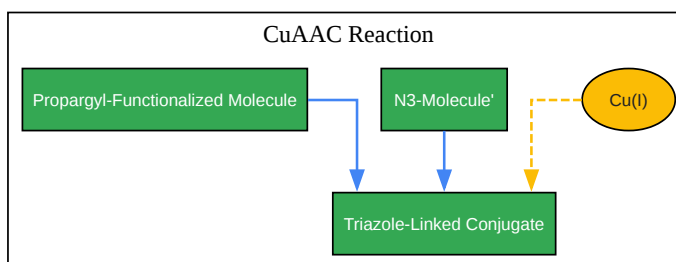 CuAAC Reaction
Propargyl-Functionalized Molecule
N3-Molecule'
Cu(I)
Triazole-Linked Conjugate